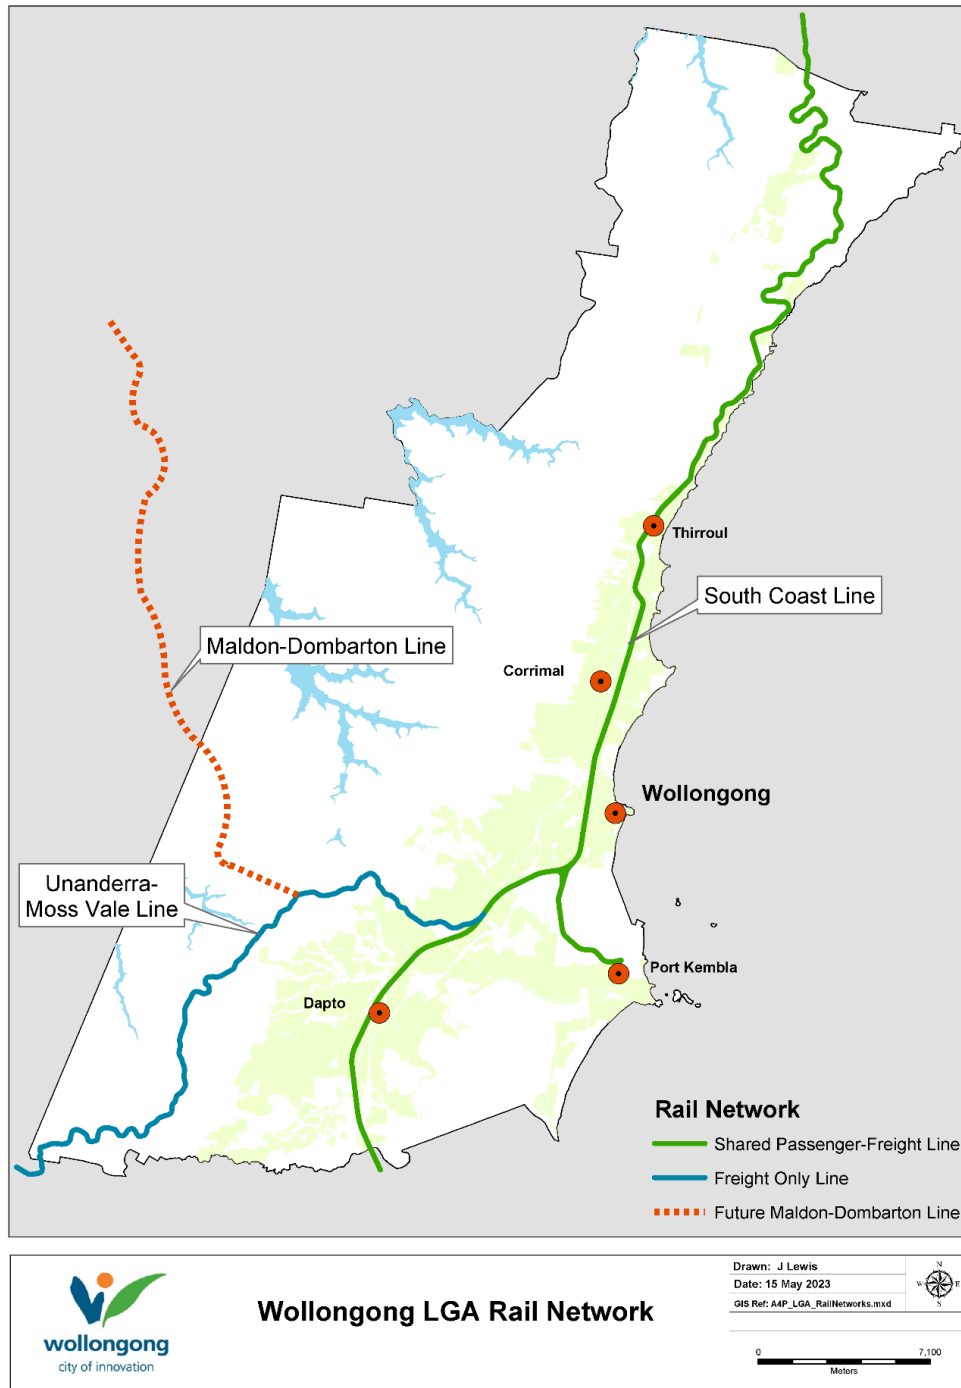 Thirroul
South Coast Line
Maldon-Dombarton Line
Corrimal
Wollongong
Unanderra-
Moss Vale Line
Port Kembla
Dapto
Rail Network
Shared Passenger-Freight Line
Freight Only Line
Future Maldon-Dombarton Line
wollongong
city of innovation
Wollongong LGA Rail Network
Drawn: J Lewis
Date: 15 May 2023
GIS Ref: A4P_LGA_RailNetworks.mxd
N
W E
S
0 7,100
Meters